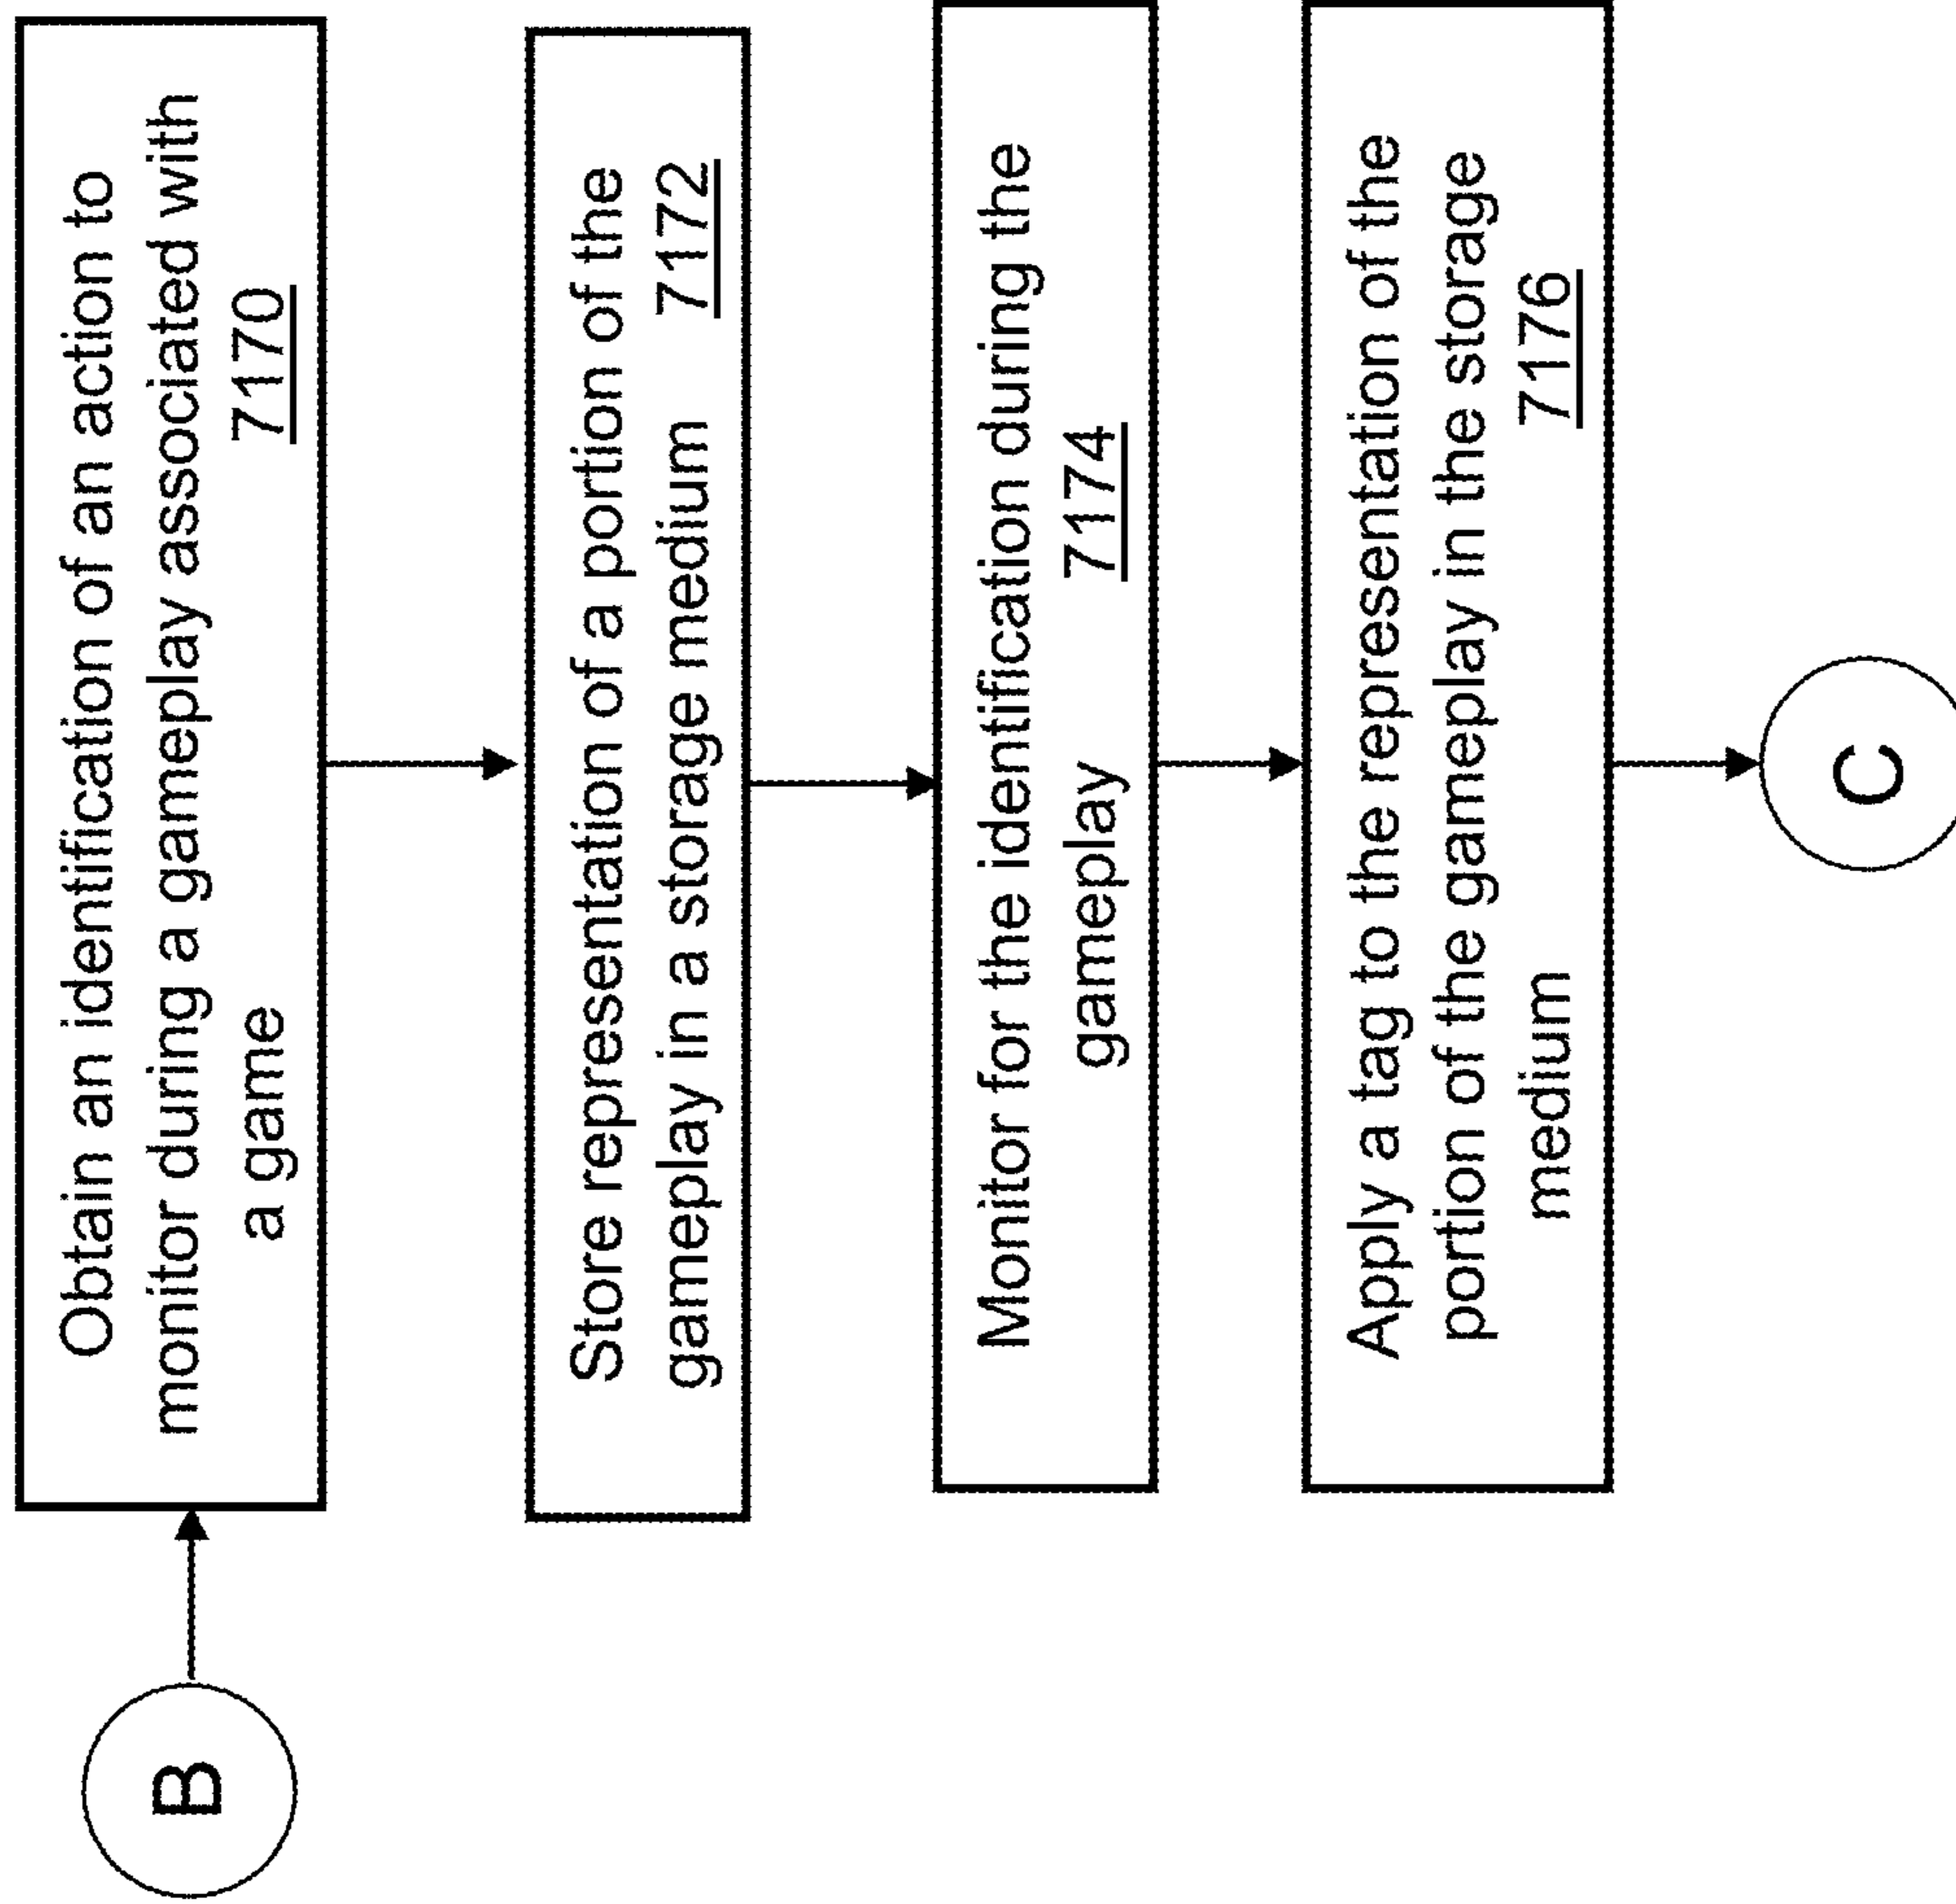 B
Obtain an identification of an action to
monitor during a gameplay associated with
a game 7170
Store representation of a portion of the
gameplay in a storage medium 7172
Monitor for the identification during the
gameplay 7174
Apply a tag to the representation of the
portion of the gameplay in the storage
medium 7176
C